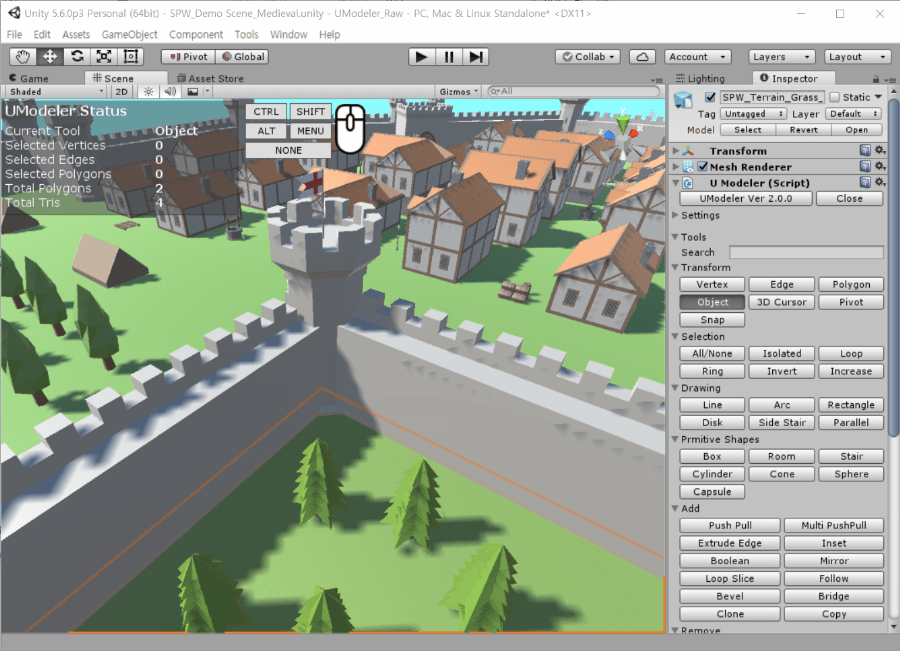 Unity 5.6.0p3 Personal (64bit) - SPW_Demo Scene_Medieval.unity - UModeler_Raw - PC, Mac & Linux Standalone* <DX11>
File Edit Assets GameObject Component Tools Window Help
Pivot Global Collab Account Layers Layout
Game Scene Asset Store Lighting Inspector
Shaded 2D Gizmos All
UModeler Status
Current Tool Object
Selected Vertices 0
Selected Edges 0
Selected Polygons 0
Total Polygons 2
Total Tris 4
CTRL SHIFT
ALT MENU
NONE
SPW_Terrain_Grass_ Static
Tag Untagged Layer Default
Model Select Revert Open
Transform
Mesh Renderer
U Modeler (Script)
UModeler Ver 2.0.0 Close
Settings
Tools
Search
Transform
Vertex Edge Polygon
Object 3D Cursor Pivot
Snap
Selection
All/None Isolated Loop
Ring Invert Increase
Drawing
Line Arc Rectangle
Disk Side Stair Parallel
Prmitive Shapes
Box Room Stair
Cylinder Cone Sphere
Capsule
Add
Push Pull Multi PushPull
Extrude Edge Inset
Boolean Mirror
Loop Slice Follow
Bevel Bridge
Clone Copy
Remove